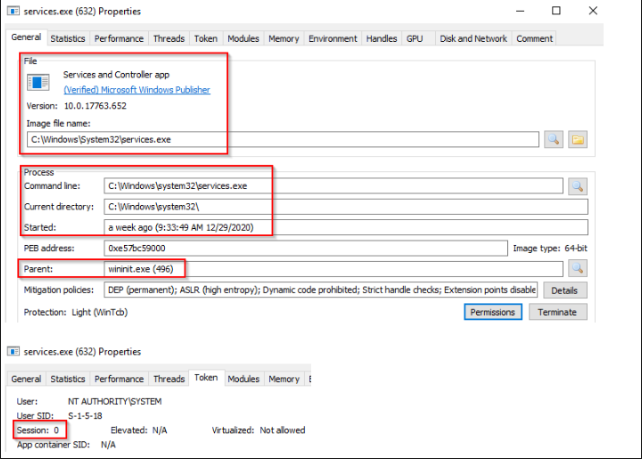 services.exe (632) Properties
General Statistics Performance Threads Token Modules Memory Environment Handles GPU Disk and Network Comment
File
Services and Controller app
(Verified) Microsoft Windows Publisher
Version: 10.0.17763.652
Image file name:
C:\Windows\System32\services.exe
Process
Command line: C:\Windows\system32\services.exe
Current directory: C:\Windows\system32\
Started: a week ago (9:33:49 AM 12/29/2020)
PEB address: 0xe57bc59000 Image type: 64-bit
Parent: wininit.exe (496)
Mitigation policies: DEP (permanent); ASLR (high entropy); Dynamic code prohibited; Strict handle checks; Extension points disable Details
Protection: Light (WinTcb) Permissions Terminate
services.exe (632) Properties
General Statistics Performance Threads Token Modules Memory
User: NT AUTHORITY\SYSTEM
User SID: S-1-5-18
Session: 0 Elevated: N/A Virtualized: Not allowed
App container SID: N/A